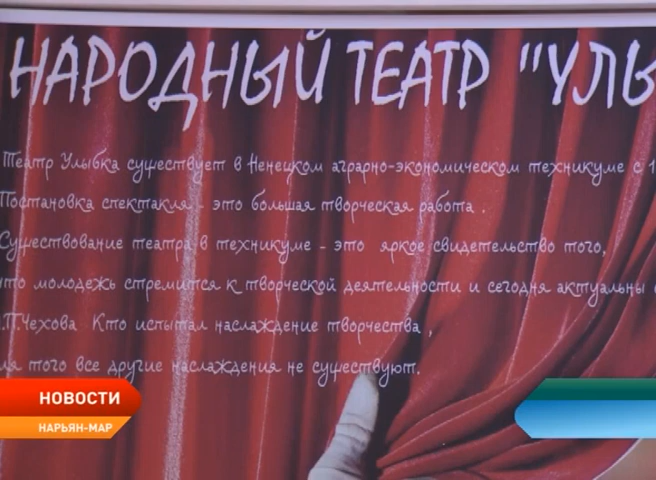 НАРОДНЫЙ ТЕАТР "УЛЫ
Театр Улыбка существует в Ненецком аграрно-экономическом техникуме с 1
Постановка спектакля - это большая творческая работа .
Существование театра в техникуме - это яркое свидетельство того,
что молодежь стремится к творческой деятельности и сегодня актуальны
.П.Чехова Кто испытал наслаждение творчества ,
для того все другие наслаждения не существуют.
НОВОСТИ
НАРЬЯН-МАР